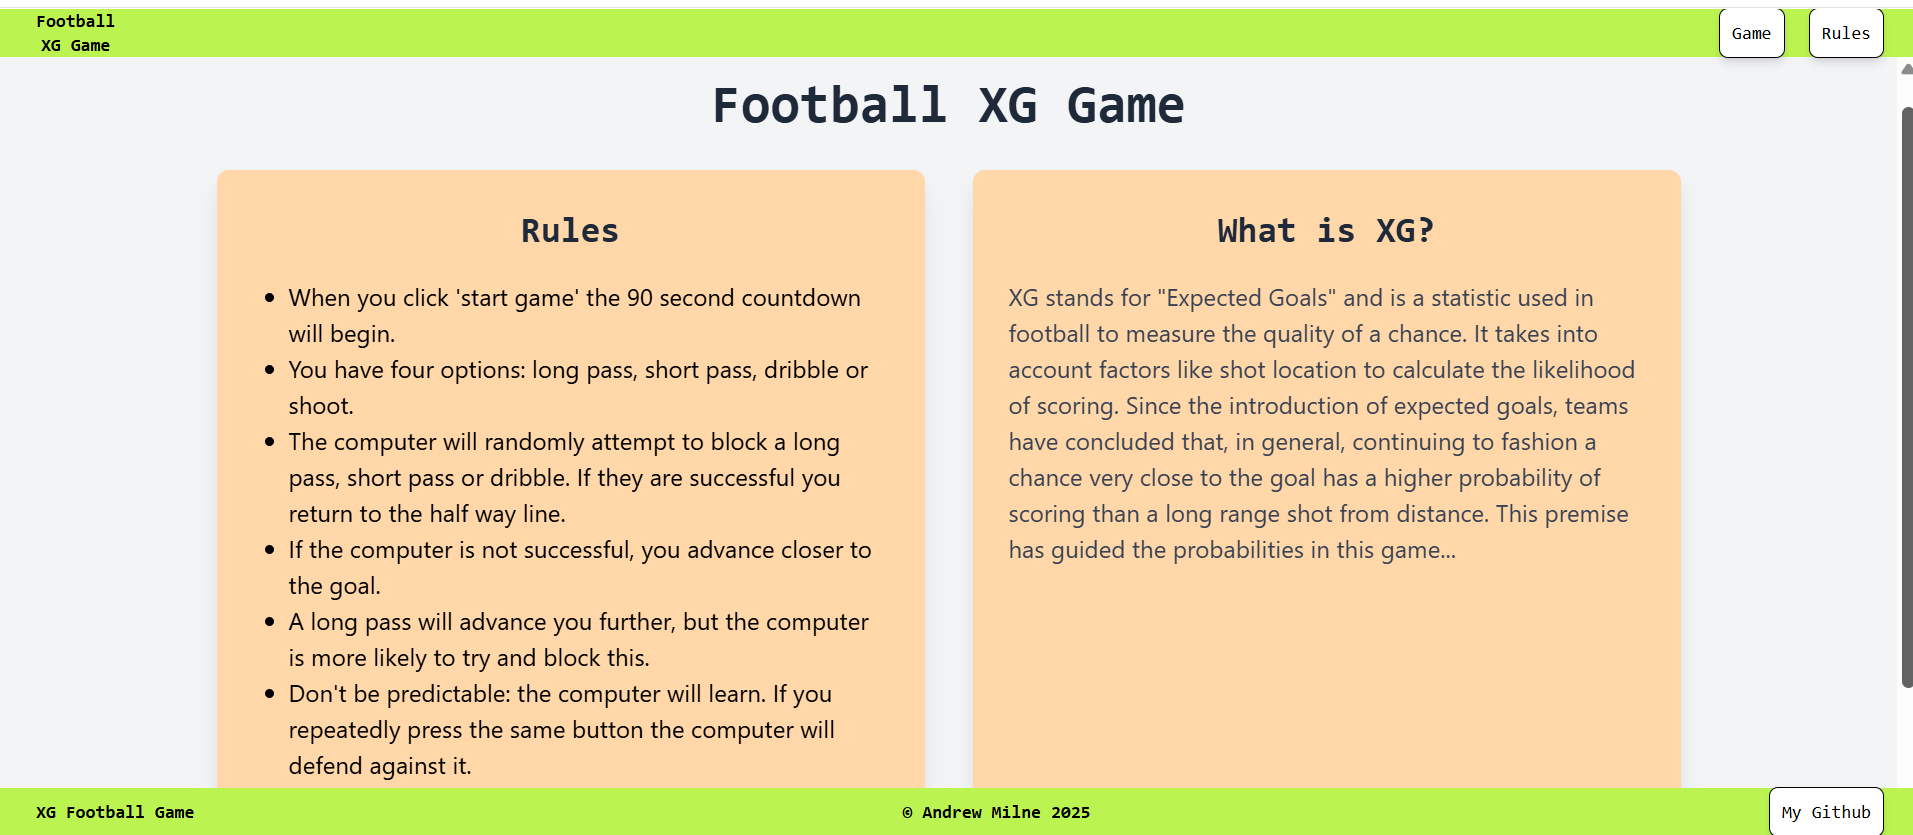 Football
XG Game
Game
Rules
Football XG Game
Rules
When you click 'start game' the 90 second countdown
will begin.
You have four options: long pass, short pass, dribble or
shoot.
The computer will randomly attempt to block a long
pass, short pass or dribble. If they are successful you
return to the half way line.
If the computer is not successful, you advance closer to
the goal.
A long pass will advance you further, but the computer
is more likely to try and block this.
Don't be predictable: the computer will learn. If you
repeatedly press the same button the computer will
defend against it.
What is XG?
XG stands for "Expected Goals" and is a statistic used in
football to measure the quality of a chance. It takes into
account factors like shot location to calculate the likelihood
of scoring. Since the introduction of expected goals, teams
have concluded that, in general, continuing to fashion a
chance very close to the goal has a higher probability of
scoring than a long range shot from distance. This premise
has guided the probabilities in this game...
XG Football Game
© Andrew Milne 2025
My Github